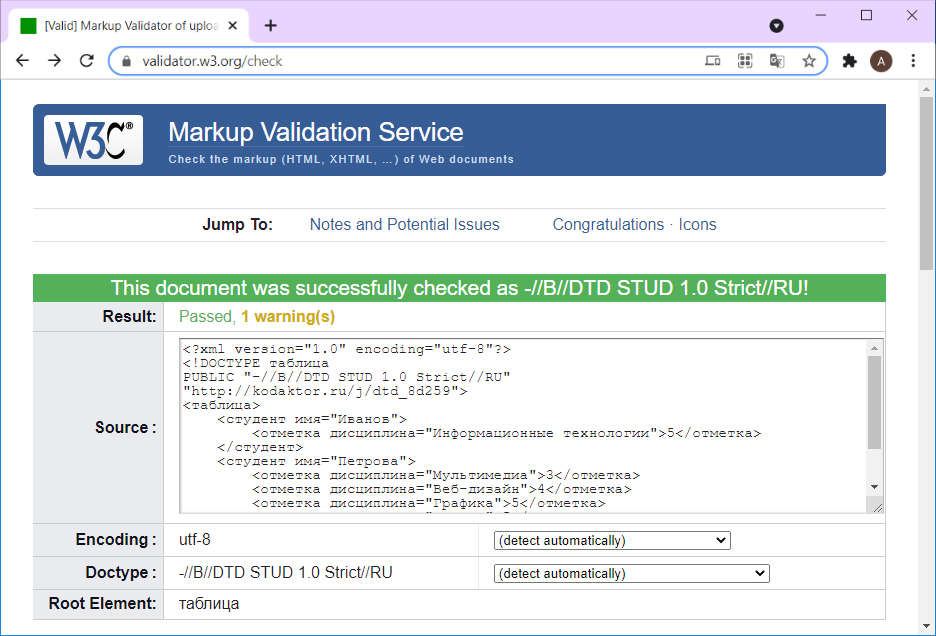 [Valid] Markup Validator of uploa
validator.w3.org/check
A
W3C®
Markup Validation Service
Check the markup (HTML, XHTML, …) of Web documents
Jump To: Notes and Potential Issues Congratulations · Icons
This document was successfully checked as -//B//DTD STUD 1.0 Strict//RU!
Result: Passed, 1 warning(s)
Source :
<?xml version="1.0" encoding="utf-8"?>
<!DOCTYPE таблица
PUBLIC "-//B//DTD STUD 1.0 Strict//RU"
"http://kodaktor.ru/j/dtd_8d259">
<таблица>
<студент имя="Иванов">
<отметка дисциплина="Информационные технологии">5</отметка>
</студент>
<студент имя="Петрова">
<отметка дисциплина="Мультимедиа">3</отметка>
<отметка дисциплина="Веб-дизайн">4</отметка>
<отметка дисциплина="Графика">5</отметка>
Encoding : utf-8 (detect automatically)
Doctype : -//B//DTD STUD 1.0 Strict//RU (detect automatically)
Root Element: таблица